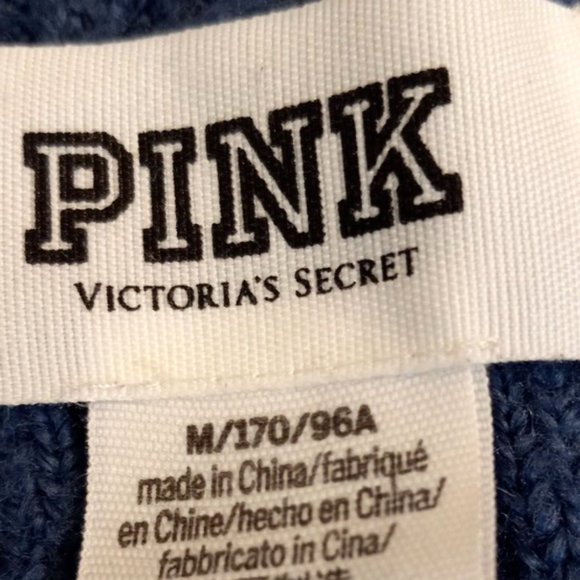 PINK
VICTORIA'S SECRET
M/170/96A
made in China/fabriqué
en Chine/hecho en China/
fabbricato in Cina/